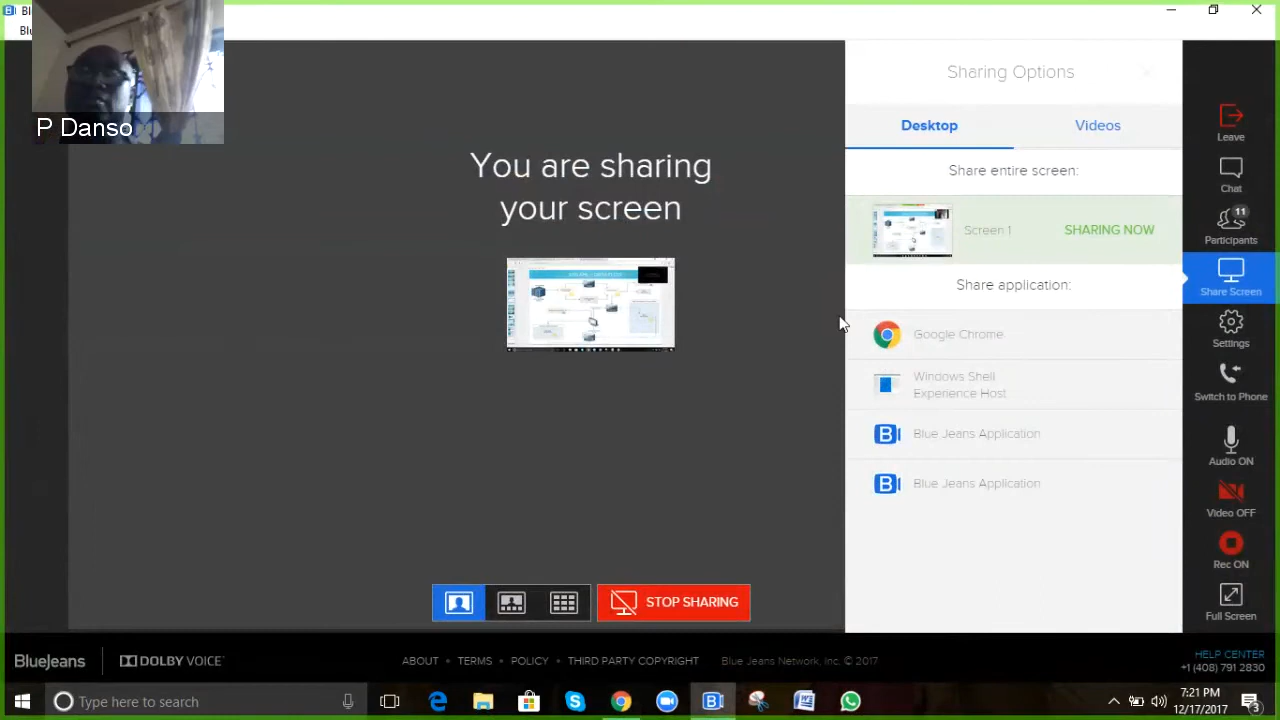 Bl
Blu
P Danso
You are sharing
your screen
STOP SHARING
Sharing Options
Desktop
Videos
Share entire screen:
Screen 1
SHARING NOW
Share application:
Google Chrome
Windows Shell
Experience Host
Blue Jeans Application
Blue Jeans Application
Leave
Chat
11
Participants
Share Screen
Settings
Switch to Phone
Audio ON
Video OFF
Rec ON
Full Screen
BlueJeans
DOLBY VOICE
ABOUT • TERMS • POLICY • THIRD PARTY COPYRIGHT
Blue Jeans Network, Inc. © 2017
HELP CENTER
+1 (408) 791 2830
Type here to search
7:21 PM
12/17/2017
3